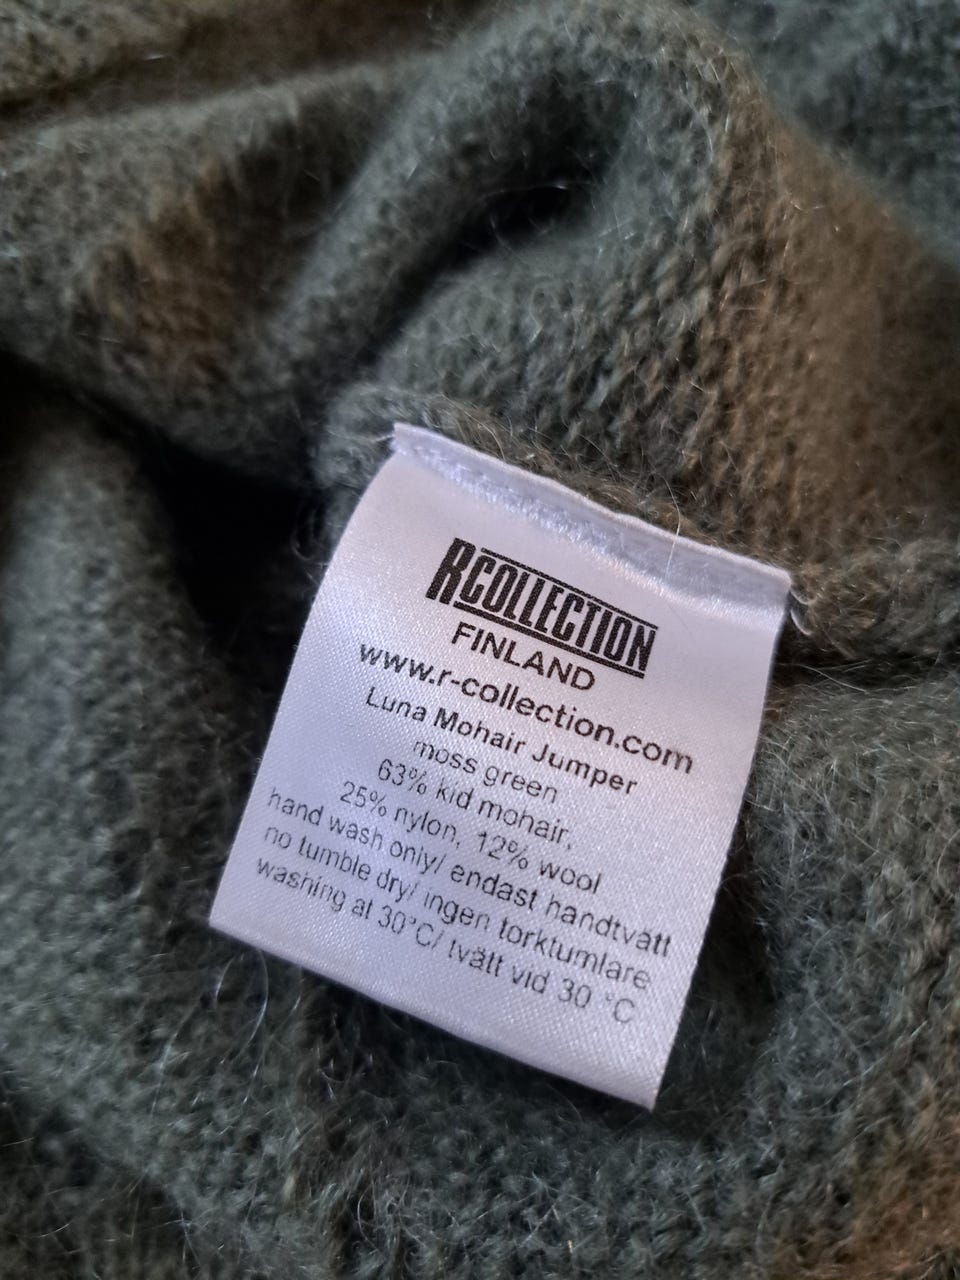 RCOLLECTION
FINLAND
www.r-collection.com
Luna Mohair Jumper
moss green
63% kid mohair,
25% nylon, 12% wool
hand wash only/ endast handtvätt
no tumble dry/ ingen torktumlare
washing at 30°C/ tvätt vid 30 °C